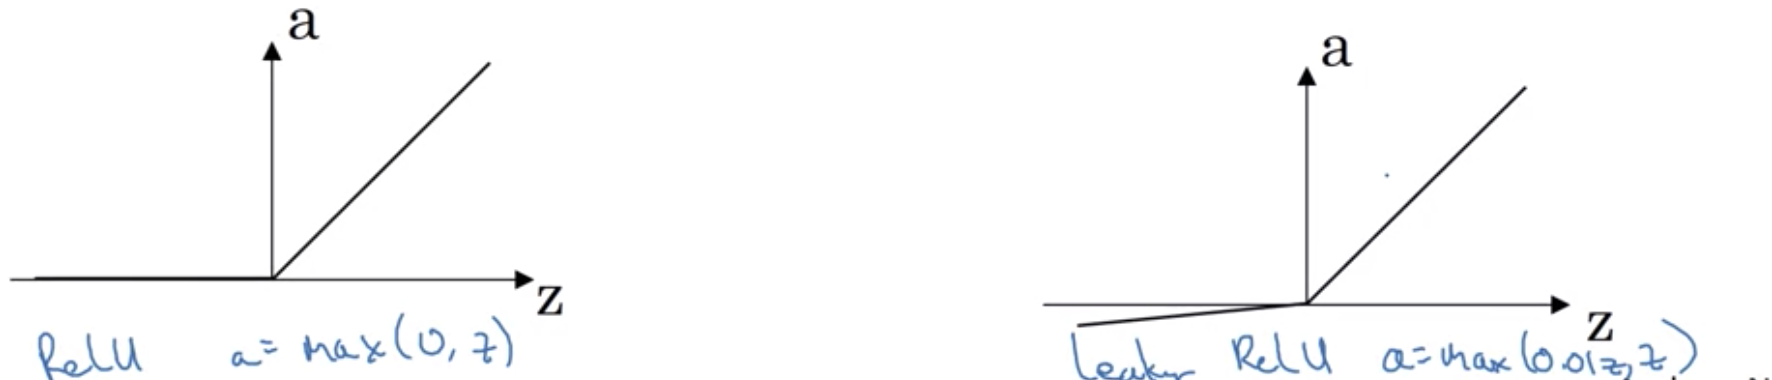 a
z
ReLU a = max(0, z)
a
z
Leaky ReLU a = max(0.01z, z)